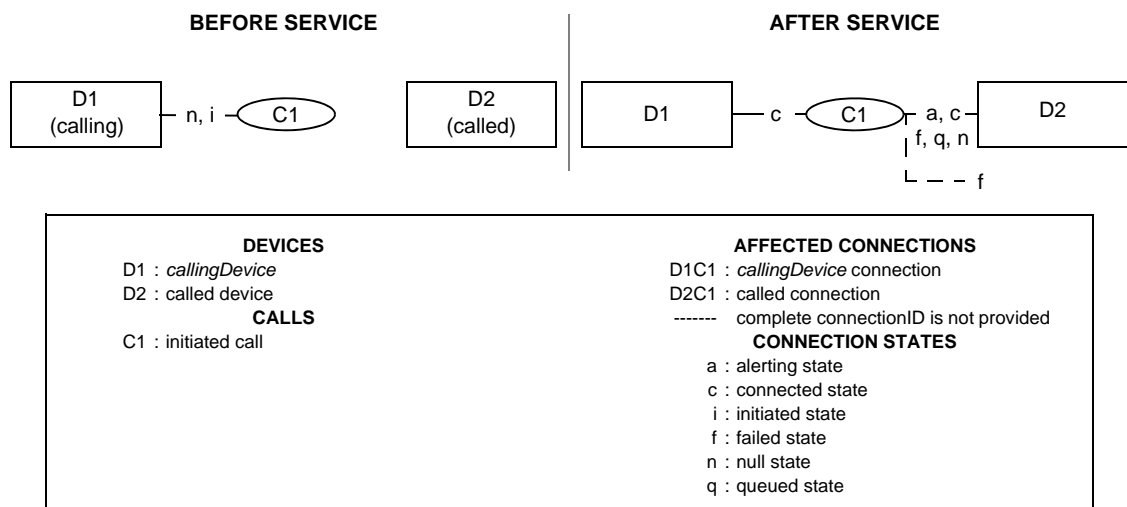 BEFORE SERVICE
AFTER SERVICE
D1
(calling)
n, i
C1
D2
(called)
D1
c
C1
a, c
f, q, n
D2
f
DEVICES
D1 : callingDevice
D2 : called device
CALLS
C1 : initiated call
AFFECTED CONNECTIONS
D1C1 : callingDevice connection
D2C1 : called connection
------- complete connectionID is not provided
CONNECTION STATES
a : alerting state
c : connected state
i : initiated state
f : failed state
n : null state
q : queued state